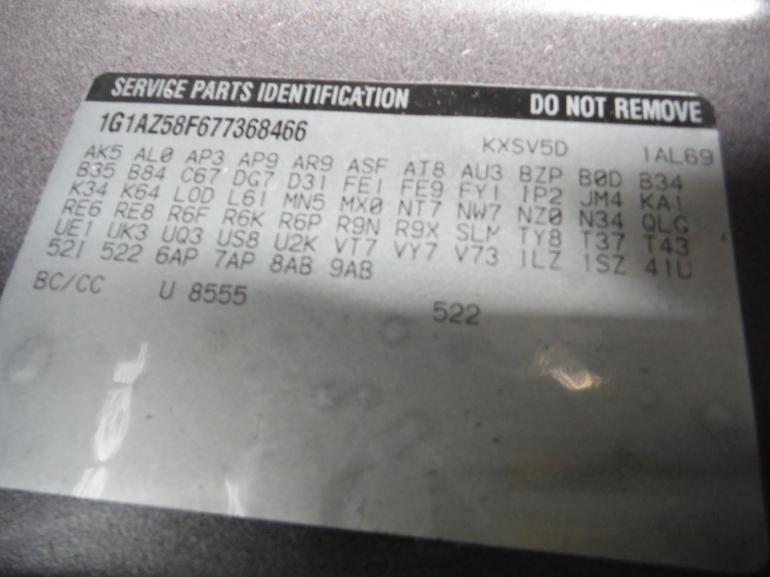 SERVICE PARTS IDENTIFICATION DO NOT REMOVE
1G1AZ58F677368466 KXSV5D 1AL69
AK5 AL0 AP3 AP9 AR9 ASF AT8 AU3 BZP B0D B34
B35 B84 C67 DG7 D31 FE1 FE9 FY1 IP2 JM4 KA1
K34 K64 L0D L61 MN5 MX0 NT7 NW7 NZ0 N34 QLG
RE6 RE8 R6F R6K R6P R9N R9X SLM TY8 T37 T43
UE1 UK3 UQ3 US8 U2K VT7 VY7 V73 1LZ 1SZ 41U
52I 522 6AP 7AP 8AB 9AB
BC/CC U 8555 522